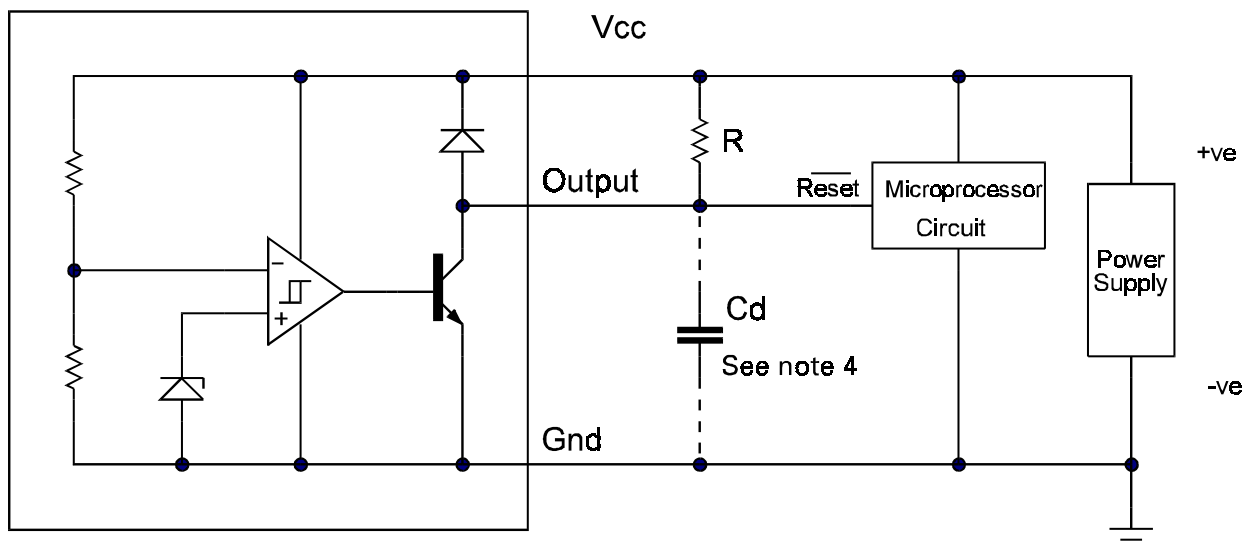 Vcc
R
+ve
Output
Reset
Microprocessor
Circuit
Power
Supply
−
+
Cd
See note 4
-ve
Gnd